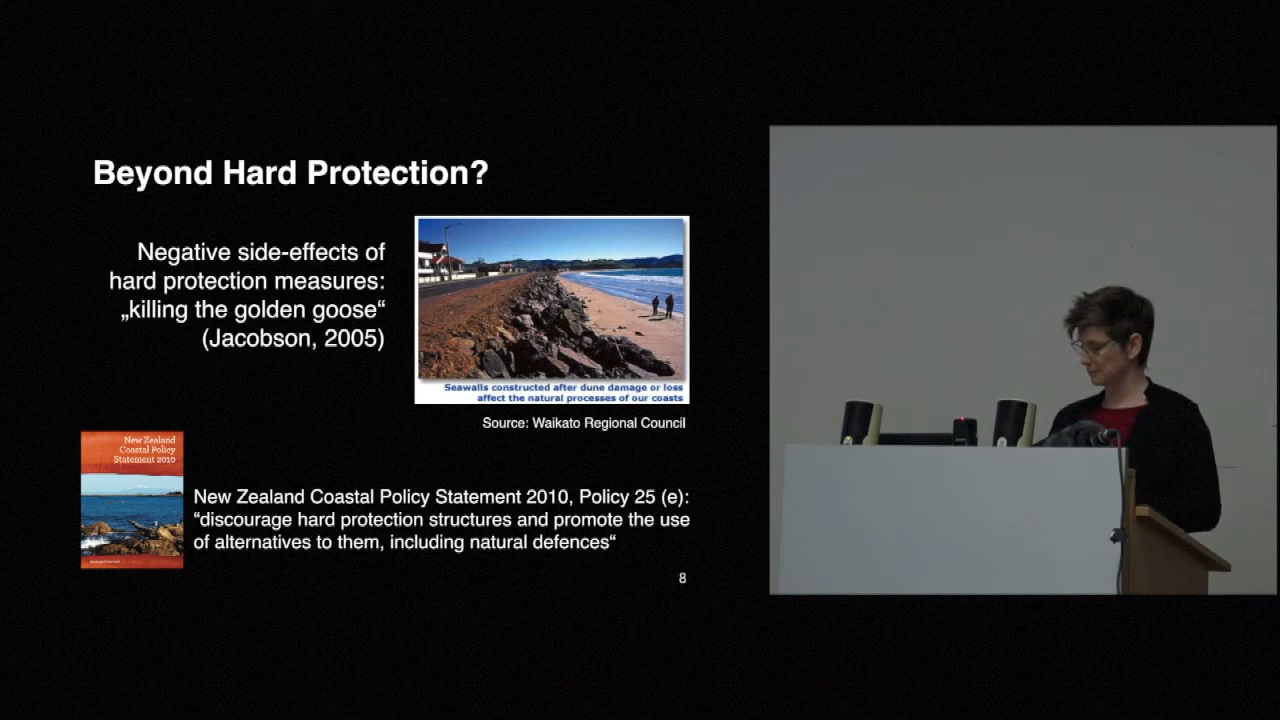 Beyond Hard Protection?
Negative side-effects of
hard protection measures:
„killing the golden goose“
(Jacobson, 2005)
Seawalls constructed after dune damage or loss
affect the natural processes of our coasts
Source: Waikato Regional Council
New Zealand
Coastal Policy
Statement 2010
New Zealand Coastal Policy Statement 2010, Policy 25 (e):
“discourage hard protection structures and promote the use
of alternatives to them, including natural defences“
8